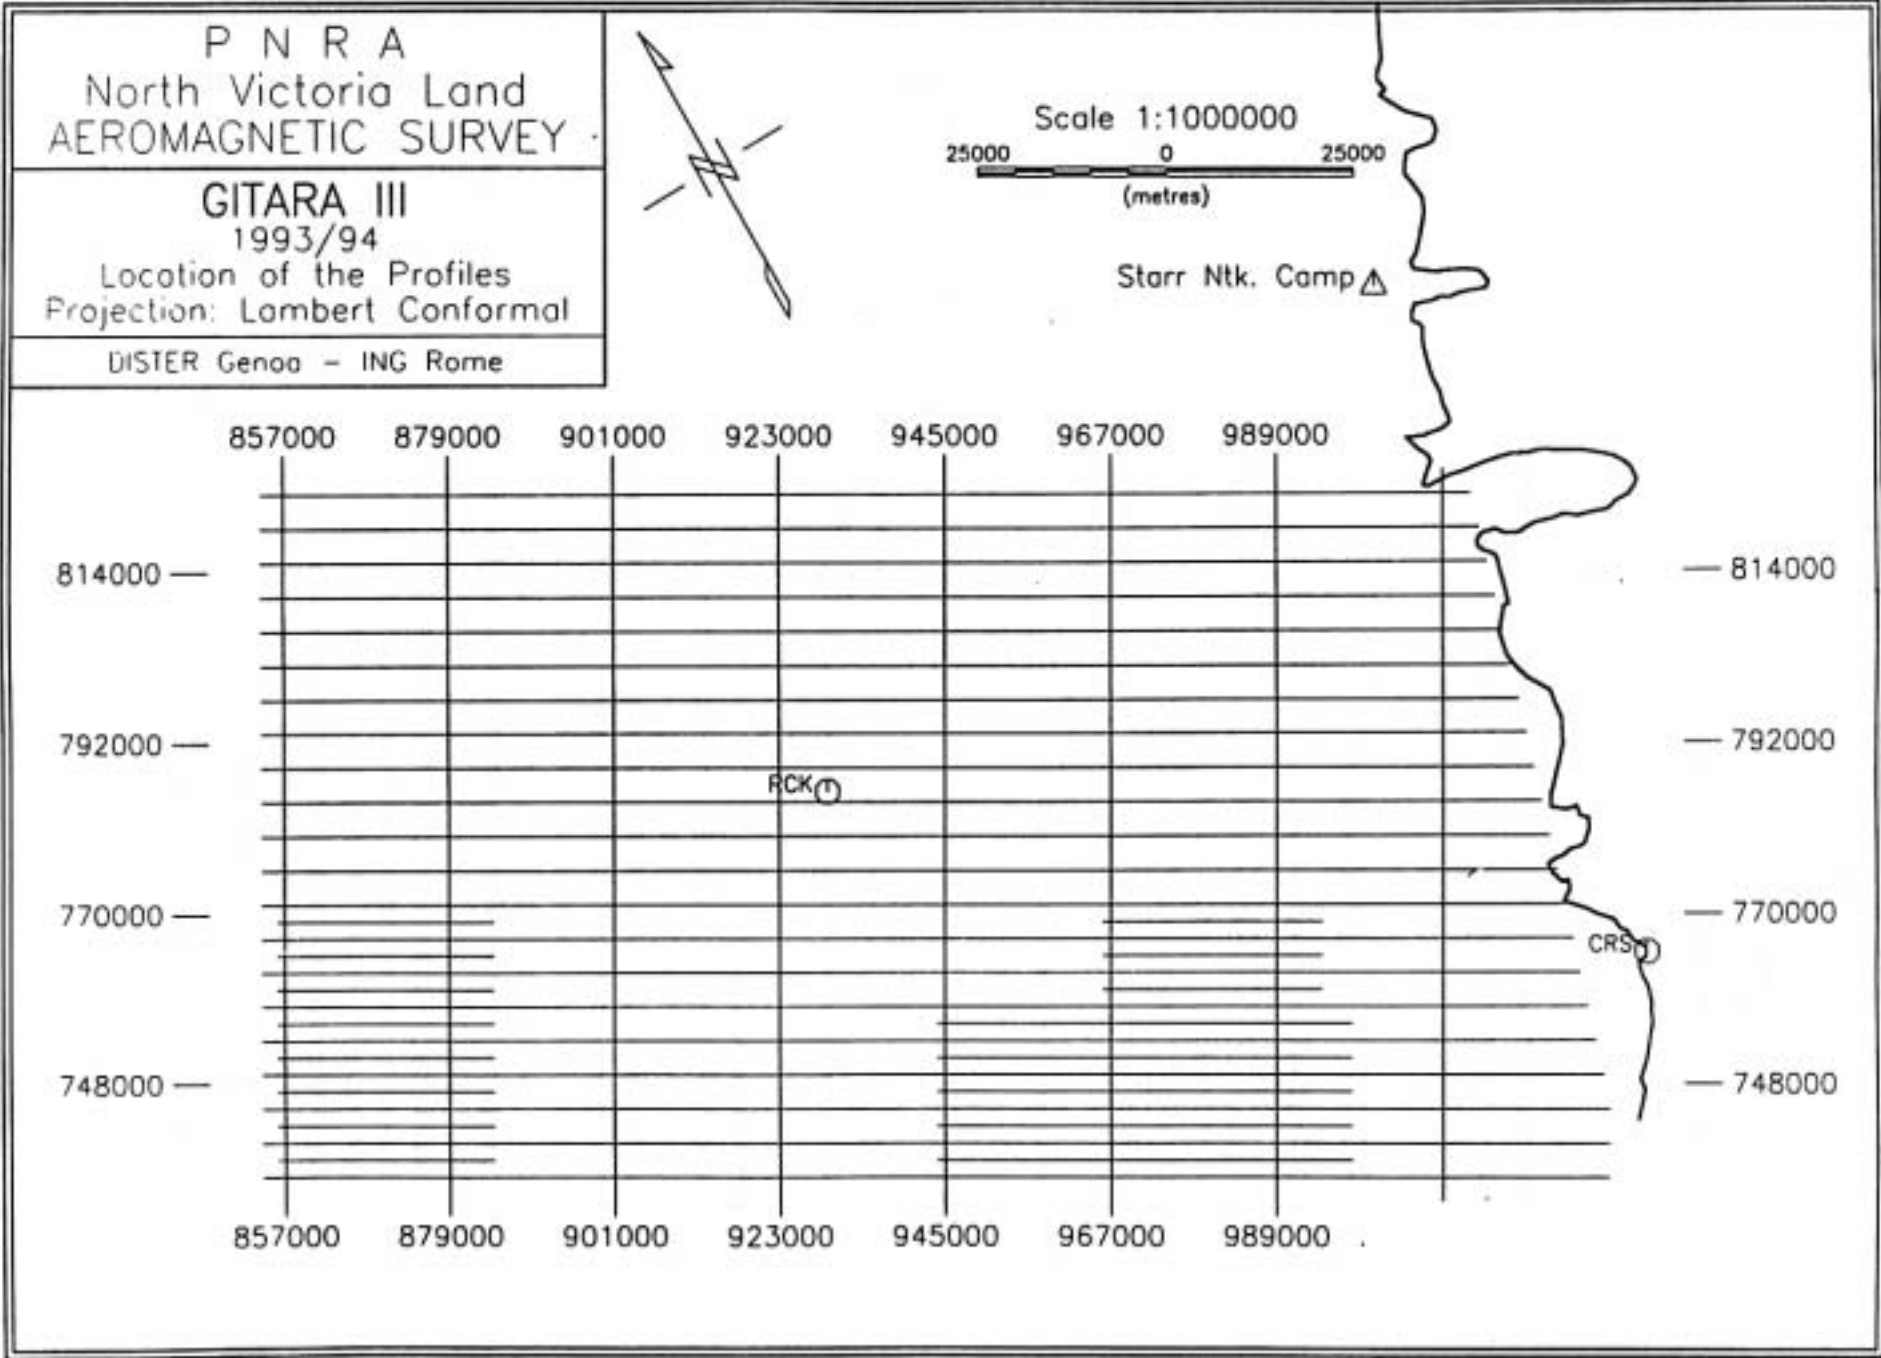 P N R A
North Victoria Land
AEROMAGNETIC SURVEY
GITARA III
1993/94
Location of the Profiles
Projection: Lambert Conformal
DISTER Genoa – ING Rome
Scale 1:1000000
25000 0 25000
(metres)
Starr Ntk. Camp
857000 879000 901000 923000 945000 967000 989000
814000 814000
792000 792000
RCK
770000 770000
CRS
748000 748000
857000 879000 901000 923000 945000 967000 989000